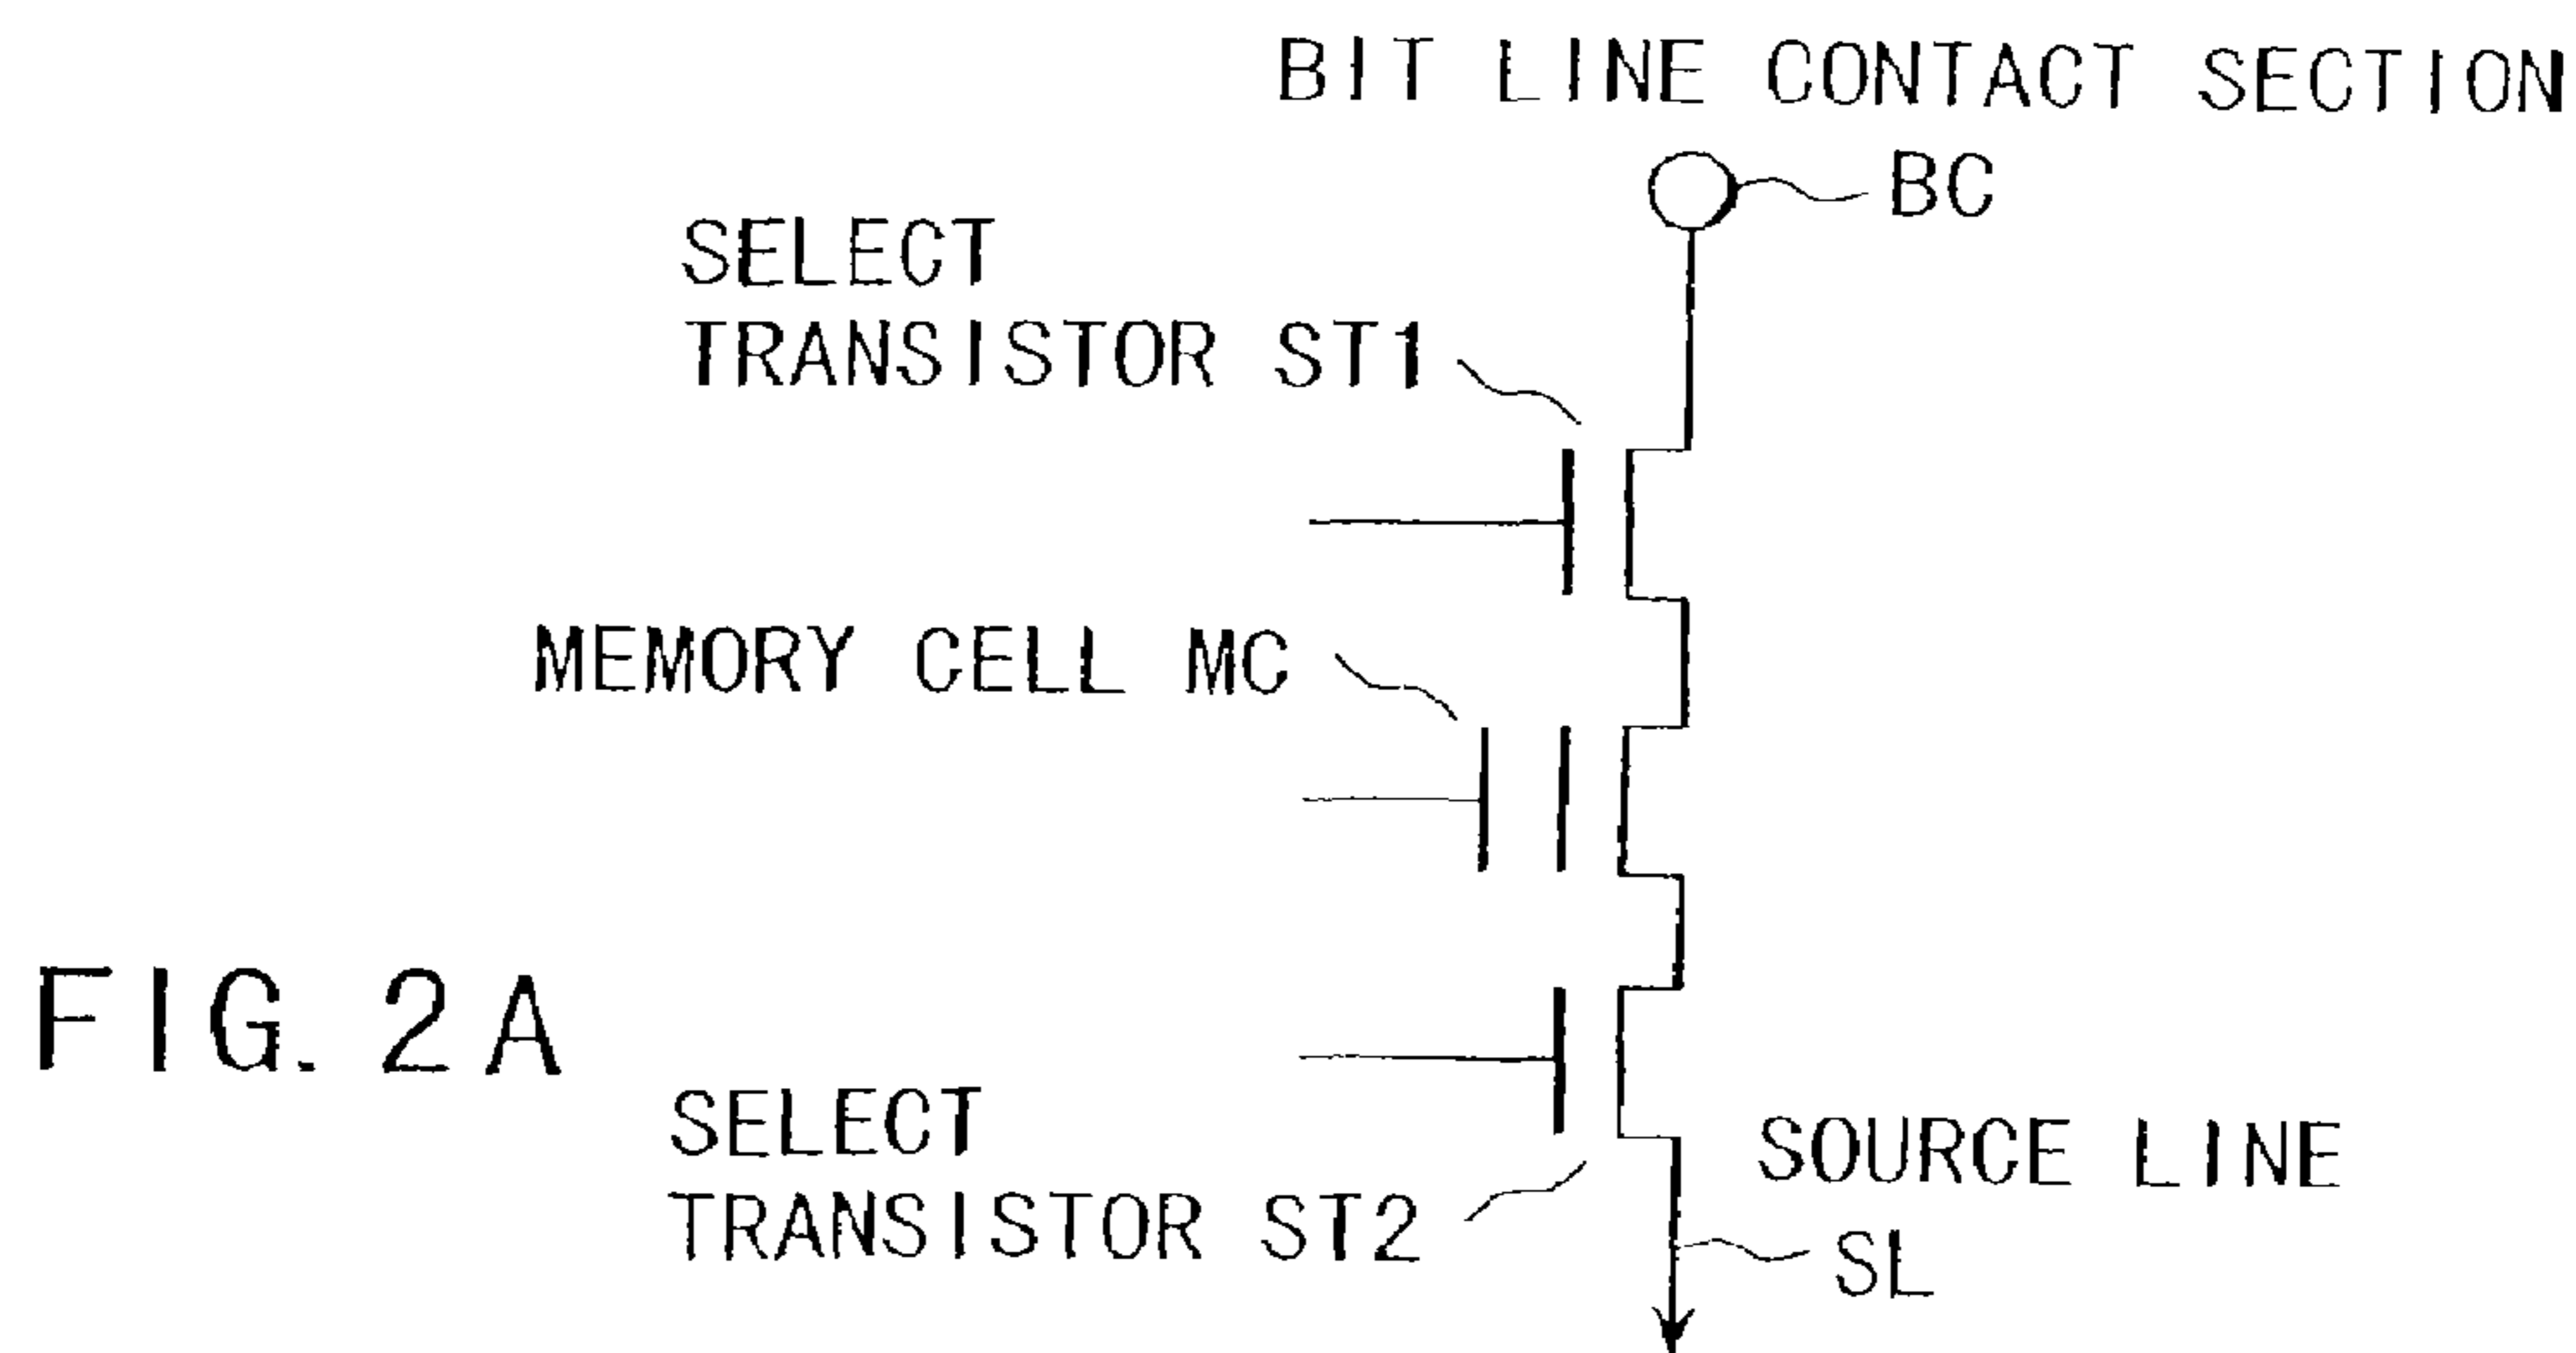 BIT LINE CONTACT SECTION
BC
SELECT
TRANSISTOR ST1
MEMORY CELL MC
FIG. 2A
SELECT
TRANSISTOR ST2
SOURCE LINE
SL